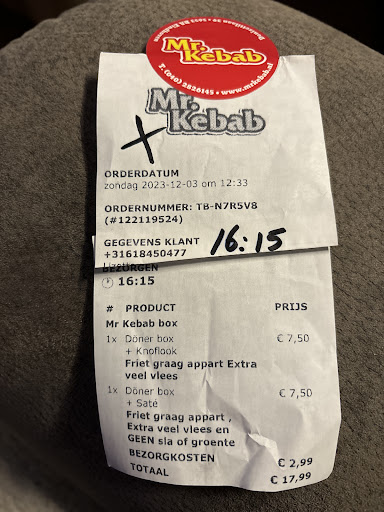 Mr.
Kebab
T. (040) 2826145 • www.mrkebab.nl
Mr.
Kebab
X
ORDERDATUM
zondag 2023-12-03 om 12:33
ORDERNUMMER: TB-N7R5V8
(#122119524)
GEGEVENS KLANT
+31618450477
16:15
BEZORGEN
16:15
# PRODUCT PRIJS
Mr Kebab box
1x Döner box € 7,50
+ Knoflook
Friet graag appart Extra
veel vlees
1x Döner box € 7,50
+ Saté
Friet graag appart ,
Extra veel vlees en
GEEN sla of groente
BEZORGKOSTEN € 2,99
TOTAAL € 17,99